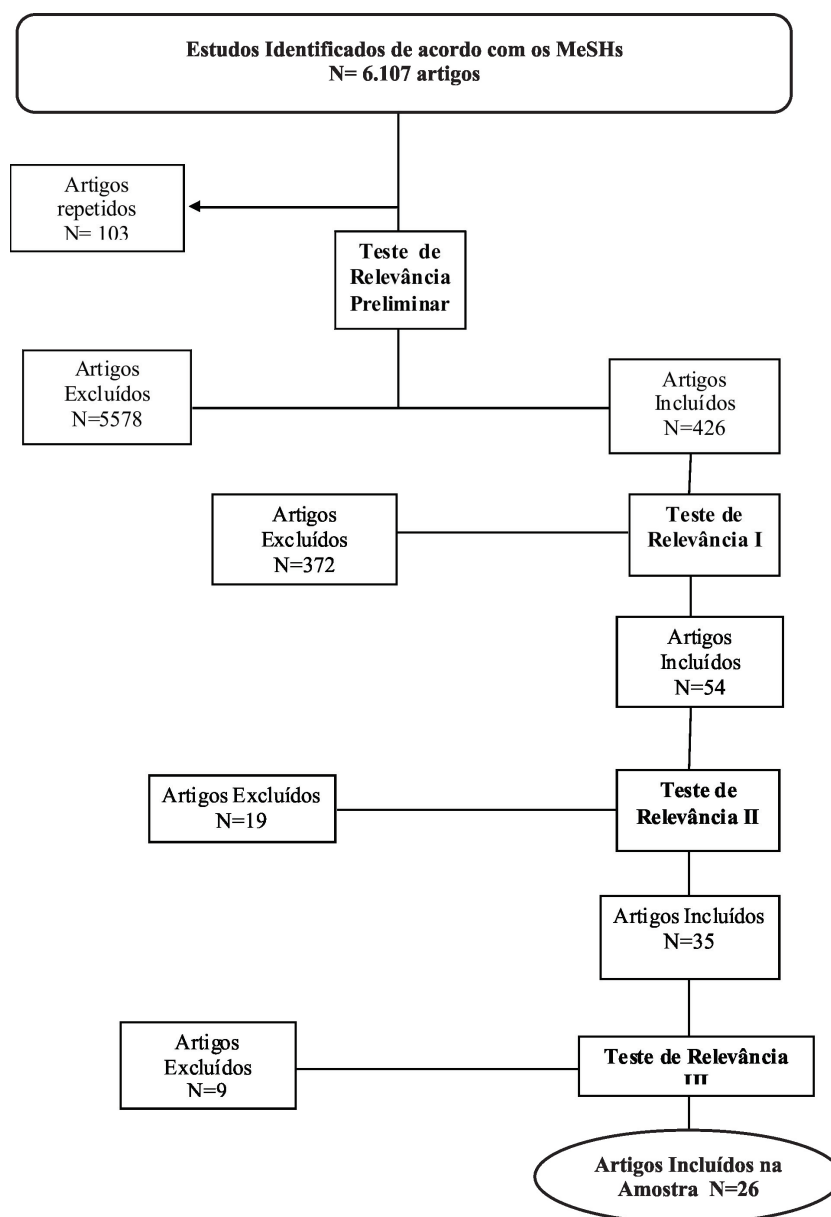 Estudos Identificados de acordo com os MeSHs
N= 6.107 artigos
Artigos
repetidos
N= 103
Teste de
Relevância
Preliminar
Artigos
Excluídos
N=5578
Artigos
Incluídos
N=426
Artigos
Excluídos
N=372
Teste de
Relevância I
Artigos
Incluídos
N=54
Artigos Excluídos
N=19
Teste de
Relevância II
Artigos Incluídos
N=35
Artigos
Excluídos
N=9
Teste de Relevância
III
Artigos Incluídos na
Amostra N=26